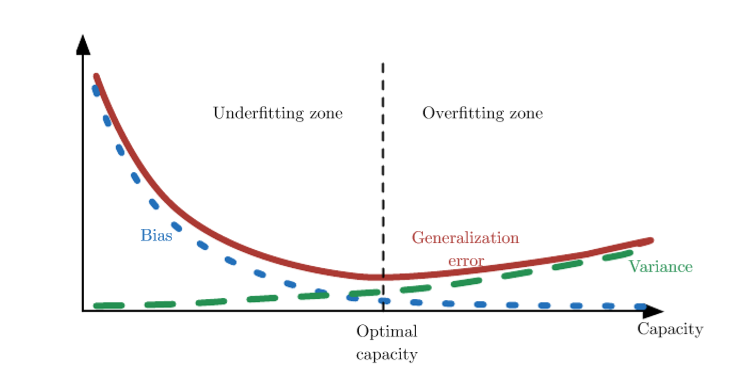 Underfitting zone
Overfitting zone
Bias
Generalization
error
Variance
Optimal
capacity
Capacity